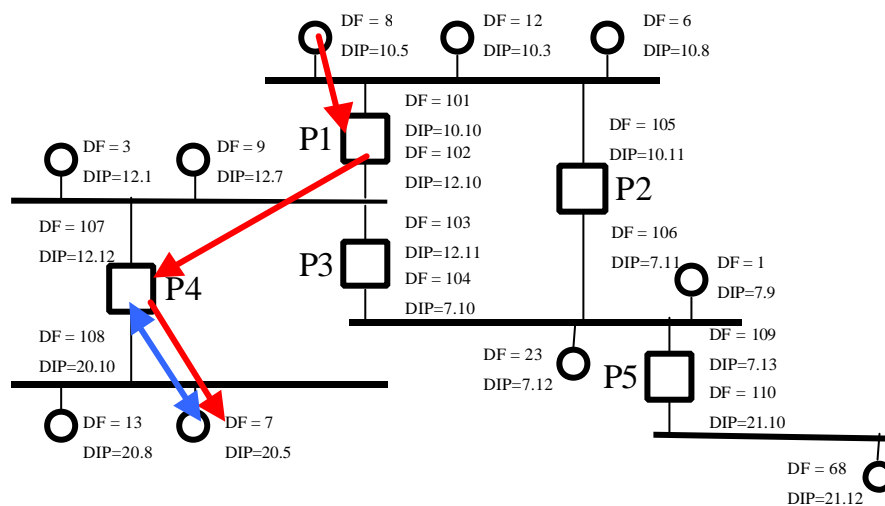 DF = 8
DIP=10.5
DF = 12
DIP=10.3
DF = 6
DIP=10.8
P1
DF = 101
DIP=10.10
DF = 102
DIP=12.10
DF = 105
DIP=10.11
P2
DF = 3
DIP=12.1
DF = 9
DIP=12.7
DF = 107
DIP=12.12
P4
DF = 103
DIP=12.11
P3
DF = 104
DIP=7.10
DF = 106
DIP=7.11
DF = 1
DIP=7.9
DF = 108
DIP=20.10
DF = 23
DIP=7.12
P5
DF = 109
DIP=7.13
DF = 110
DIP=21.10
DF = 13
DIP=20.8
DF = 7
DIP=20.5
DF = 68
DIP=21.12